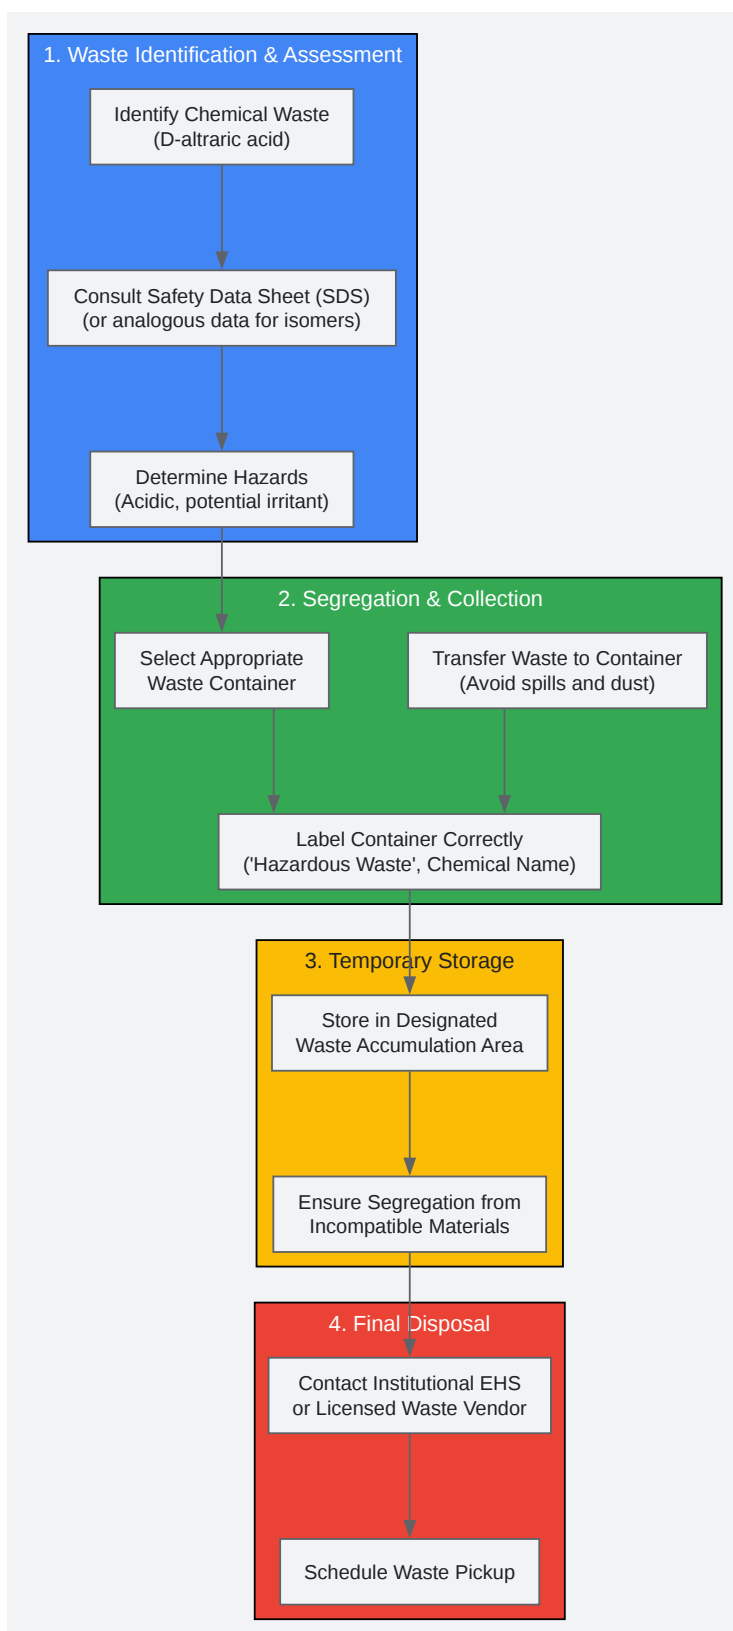 1. Waste Identification & Assessment
Identify Chemical Waste
(D-altraric acid)
Consult Safety Data Sheet (SDS)
(or analogous data for isomers)
Determine Hazards
(Acidic, potential irritant)
2. Segregation & Collection
Select Appropriate
Waste Container
Transfer Waste to Container
(Avoid spills and dust)
Label Container Correctly
('Hazardous Waste', Chemical Name)
3. Temporary Storage
Store in Designated
Waste Accumulation Area
Ensure Segregation from
Incompatible Materials
4. Final Disposal
Contact Institutional EHS
or Licensed Waste Vendor
Schedule Waste Pickup